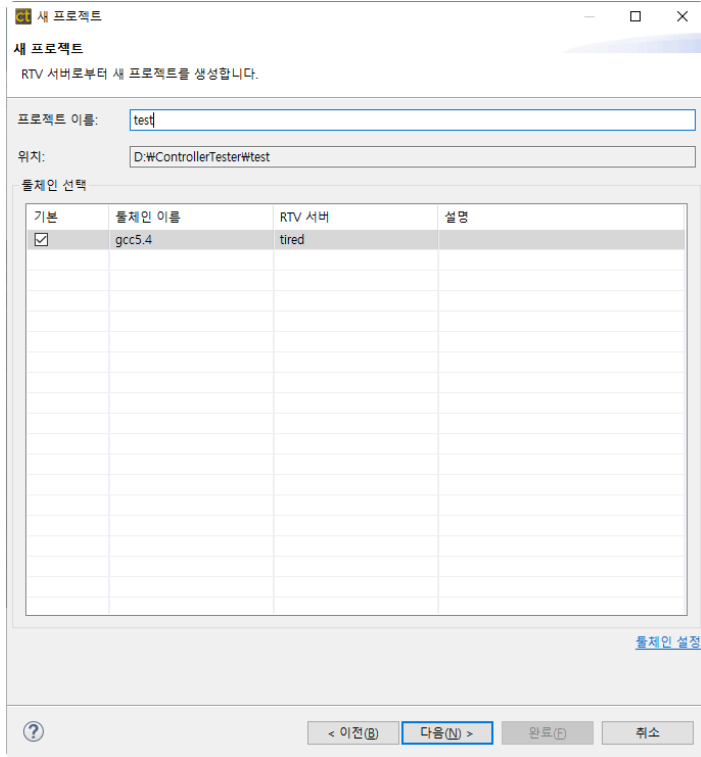 ct 새 프로젝트
새 프로젝트
RTV 서버로부터 새 프로젝트를 생성합니다.
프로젝트 이름: test
위치: D:₩ControllerTester₩test
툴체인 선택
기본 툴체인 이름 RTV 서버 설명
gcc5.4 tired
툴체인 설정
? < 이전(B) 다음(N) > 완료(F) 취소